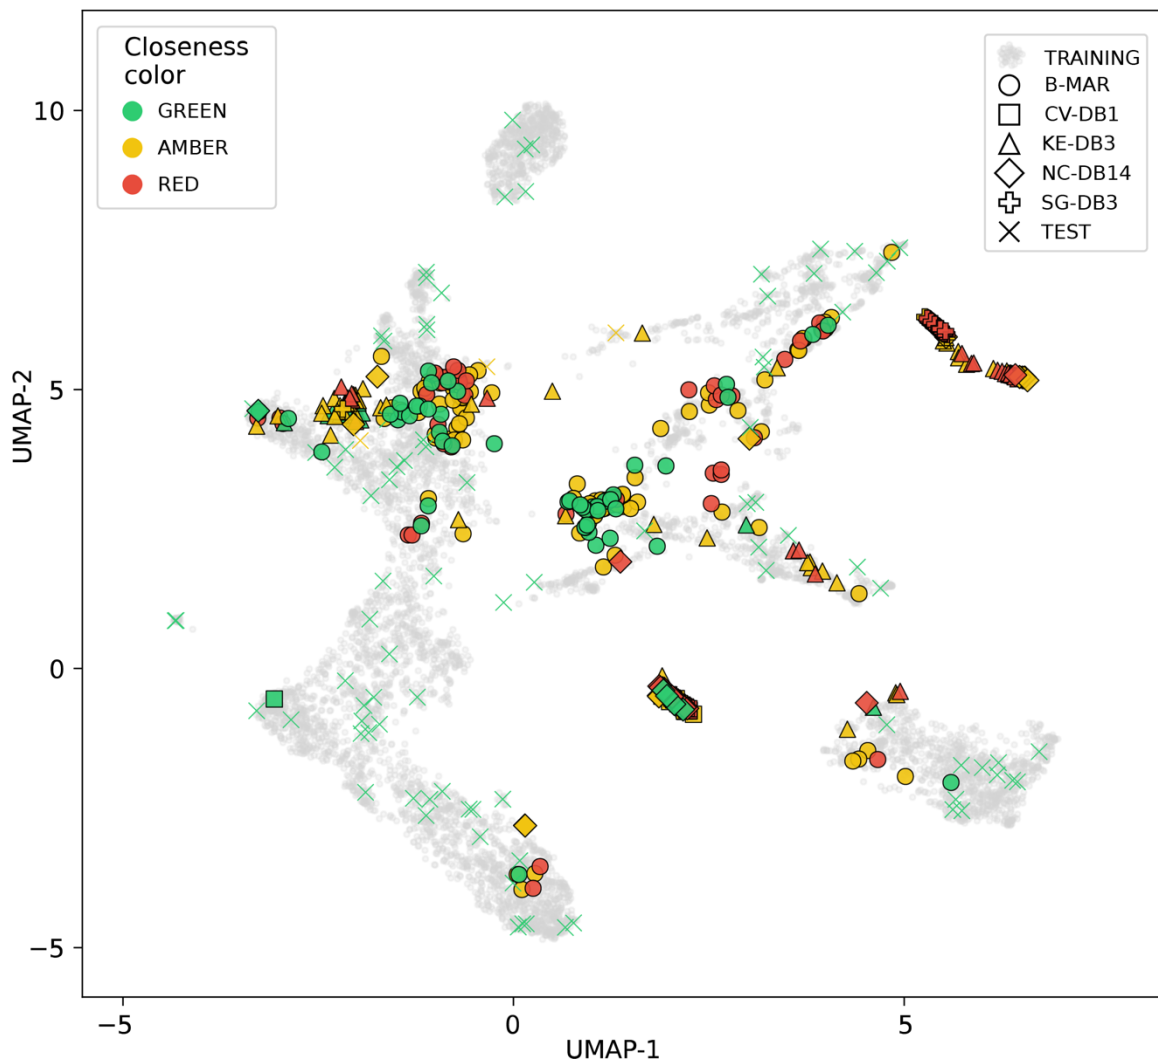 Closeness
color
GREEN
AMBER
RED
TRAINING
B-MAR
CV-DB1
KE-DB3
NC-DB14
SG-DB3
TEST
10
5
0
−5
UMAP-2
−5
0
5
UMAP-1